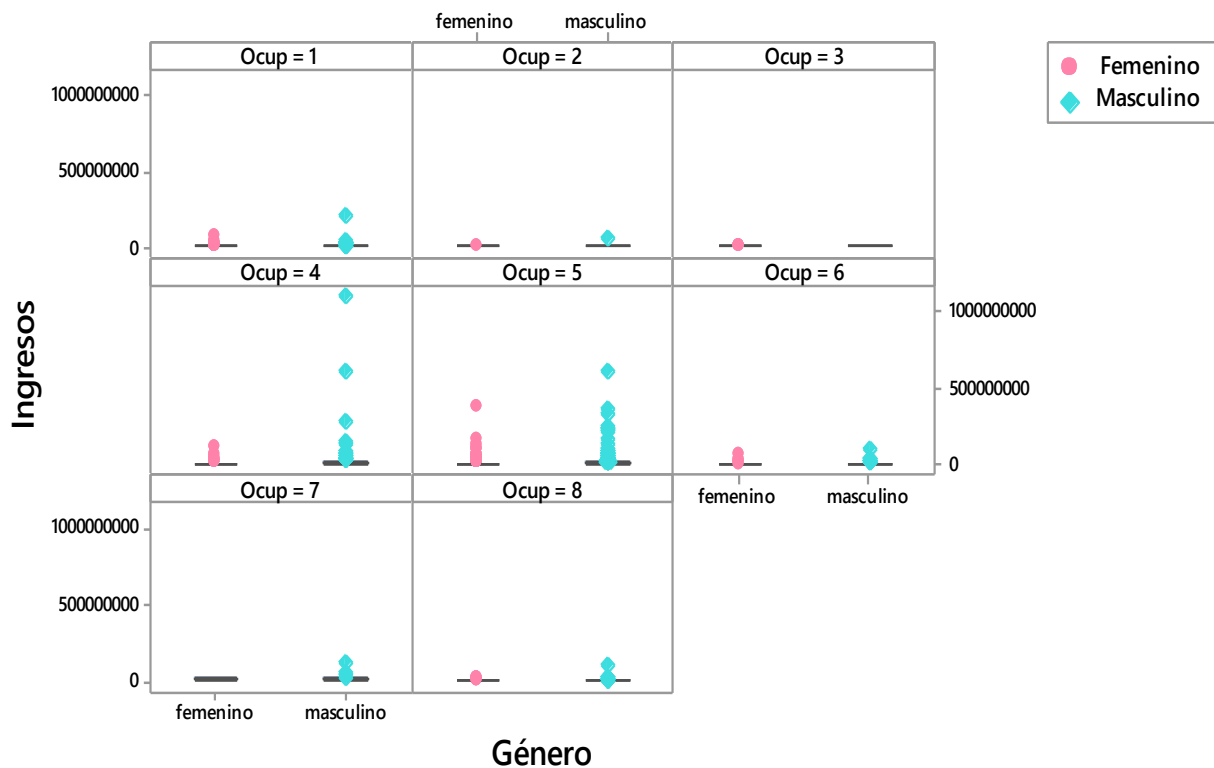 femenino masculino
Ocup = 1 Ocup = 2 Ocup = 3
Femenino
Masculino
1000000000
500000000
0
Ocup = 4 Ocup = 5 Ocup = 6
1000000000
500000000
0
Ingresos
Ocup = 7 Ocup = 8
femenino masculino
1000000000
500000000
0
femenino masculino
Género